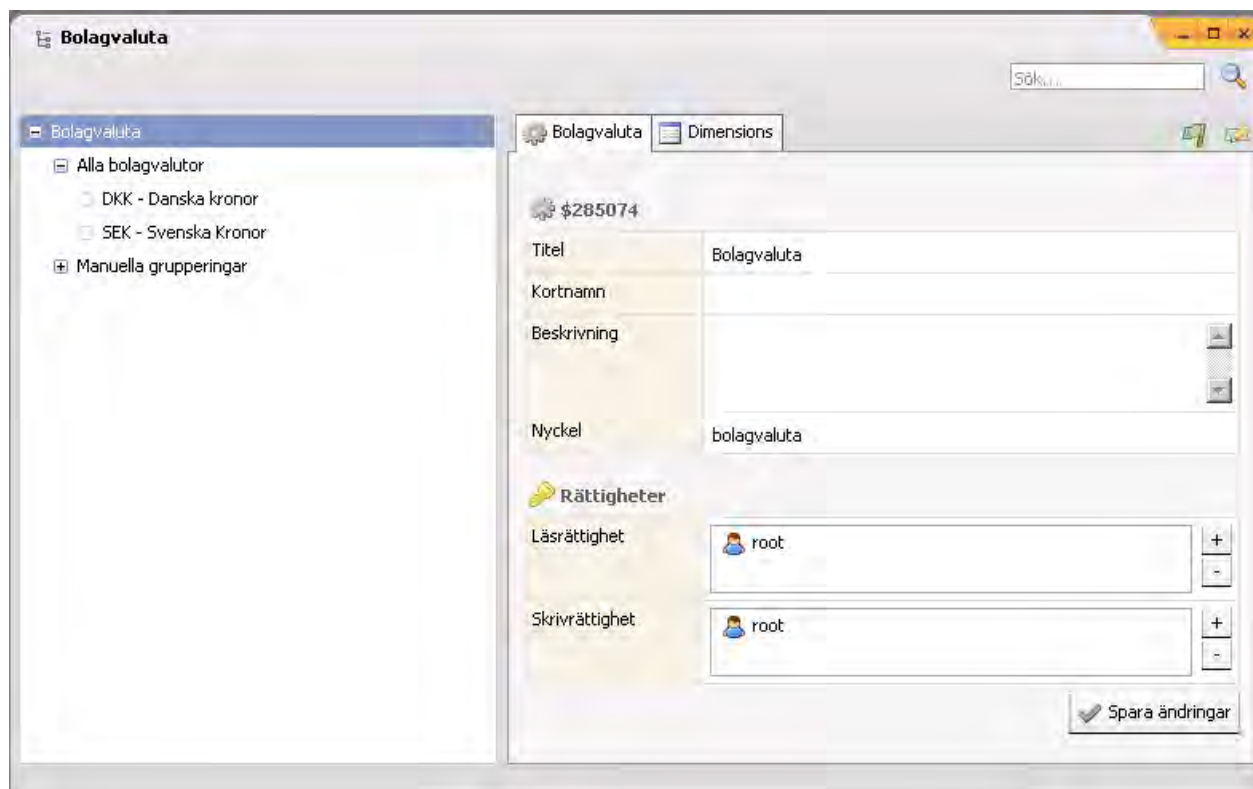 Bolagvaluta
Sök....
Bolagvaluta
Alla bolagvalutor
DKK - Danska kronor
SEK - Svenska Kronor
Manuella grupperingar
Bolagvaluta
Dimensions
$285074
Titel
Bolagvaluta
Kortnamn
Beskrivning
Nyckel
bolagvaluta
Rättigheter
Läsrättighet
root
+
-
Skrivrättighet
root
+
-
Spara ändringar